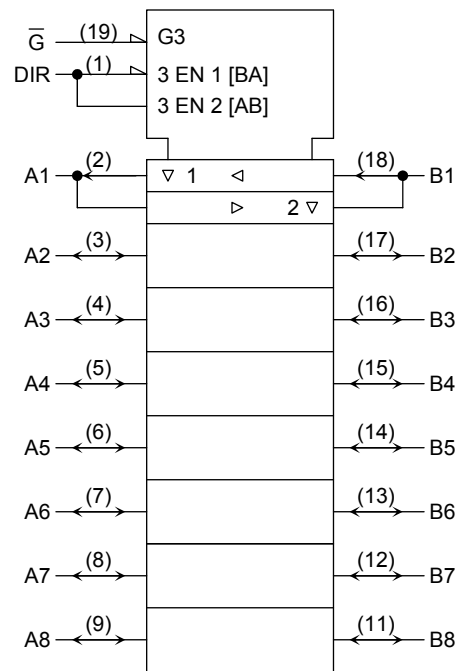 G̅ (19) G3
DIR (1) 3 EN 1 [BA]
3 EN 2 [AB]
A1 (2) ▽ 1 ◁ (18) B1
▷ 2 ▽
A2 (3) (17) B2
A3 (4) (16) B3
A4 (5) (15) B4
A5 (6) (14) B5
A6 (7) (13) B6
A7 (8) (12) B7
A8 (9) (11) B8